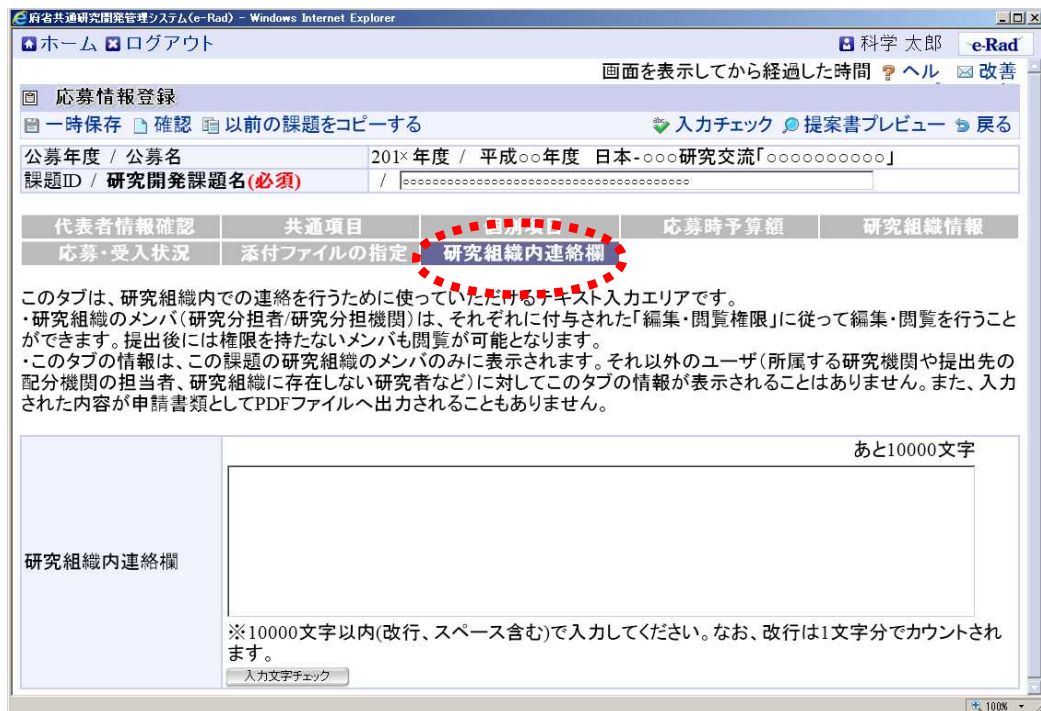 府省共通研究開発管理システム(e-Rad) - Windows Internet Explorer
ホーム ログアウト 科学 太郎 e-Rad
画面を表示してから経過した時間 ヘル 改善
応募情報登録
一時保存 確認 以前の課題をコピーする 入力チェック 提案書プレビュー 戻る
公募年度 / 公募名 201×年度 / 平成○○年度 日本-○○○研究交流「○○○○○○○○○○」
課題ID / 研究開発課題名(必須) / ○○○○○○○○○○○○○○○○○○○○○○○○○○○○○○○○○○○○○○○
代表者情報確認 共通項目 個別項目 応募時予算額 研究組織情報
応募・受入状況 添付ファイルの指定 研究組織内連絡欄
このタブは、研究組織内での連絡を行うために使っていただけるテキスト入力エリアです。
・研究組織のメンバ(研究分担者/研究分担機関)は、それぞれに付与された「編集・閲覧権限」に従って編集・閲覧を行うこと
ができます。提出後には権限を持たないメンバも閲覧が可能となります。
・このタブの情報は、この課題の研究組織のメンバのみに表示されます。それ以外のユーザ(所属する研究機関や提出先の
配分機関の担当者、研究組織に存在しない研究者など)に対してこのタブの情報が表示されることはありません。また、入力
された内容が申請書類としてPDFファイルへ出力されることもありません。
あと10000文字
研究組織内連絡欄
※10000文字以内(改行、スペース含む)で入力してください。なお、改行は1文字分でカウントされ
ます。
入力文字チェック
100%